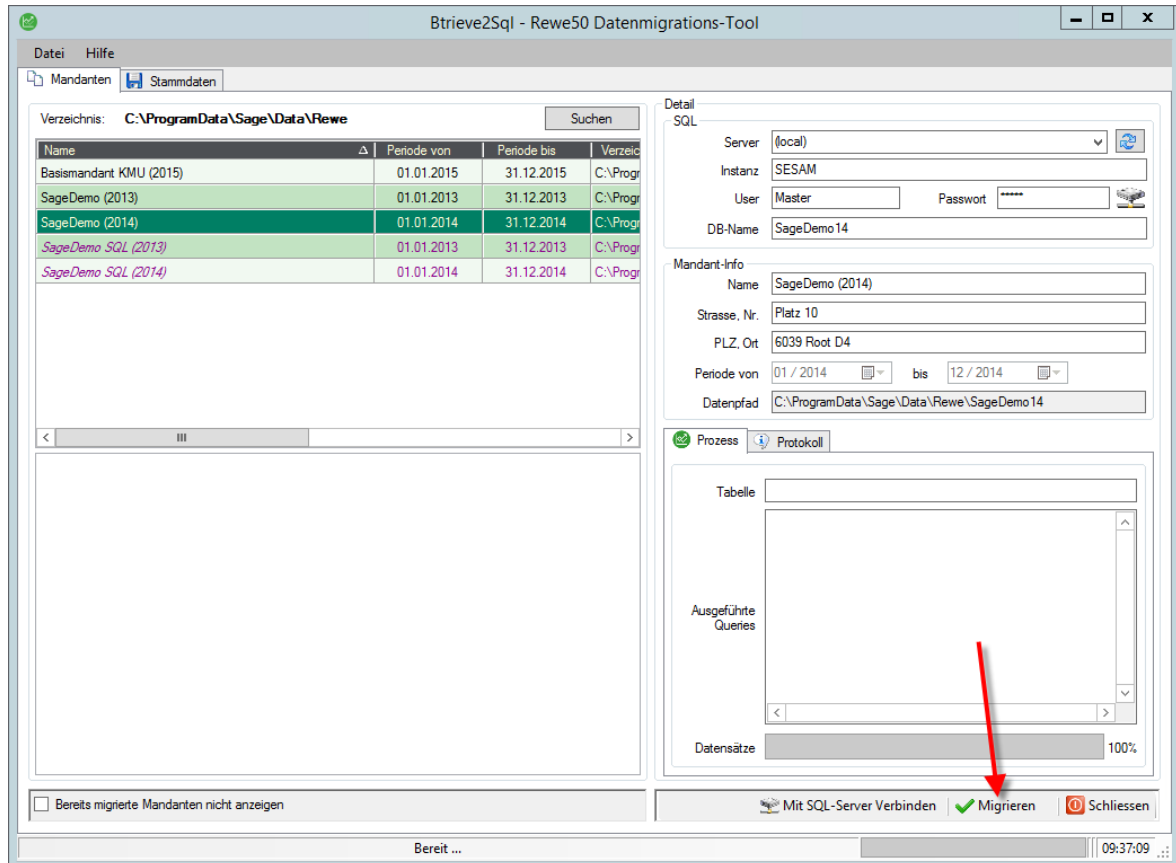 Btrieve2Sql - Rewe50 Datenmigrations-Tool
Datei Hilfe
Mandanten Stammdaten
Verzeichnis: C:\ProgramData\Sage\Data\Rewe Suchen
Name Periode von Periode bis Verzeic
Basismandant KMU (2015) 01.01.2015 31.12.2015 C:\Progr
SageDemo (2013) 01.01.2013 31.12.2013 C:\Progr
SageDemo (2014) 01.01.2014 31.12.2014 C:\Progr
SageDemo SQL (2013) 01.01.2013 31.12.2013 C:\Progr
SageDemo SQL (2014) 01.01.2014 31.12.2014 C:\Progr
Bereits migrierte Mandanten nicht anzeigen
Detail
SQL
Server (local)
Instanz SESAM
User Master Passwort *****
DB-Name SageDemo14
Mandant-Info
Name SageDemo (2014)
Strasse, Nr. Platz 10
PLZ, Ort 6039 Root D4
Periode von 01 / 2014 bis 12 / 2014
Datenpfad C:\ProgramData\Sage\Data\Rewe\SageDemo14
Prozess Protokoll
Tabelle
Ausgeführte
Queries
Datensätze 100%
Mit SQL-Server Verbinden Migrieren Schliessen
Bereit ... 09:37:09